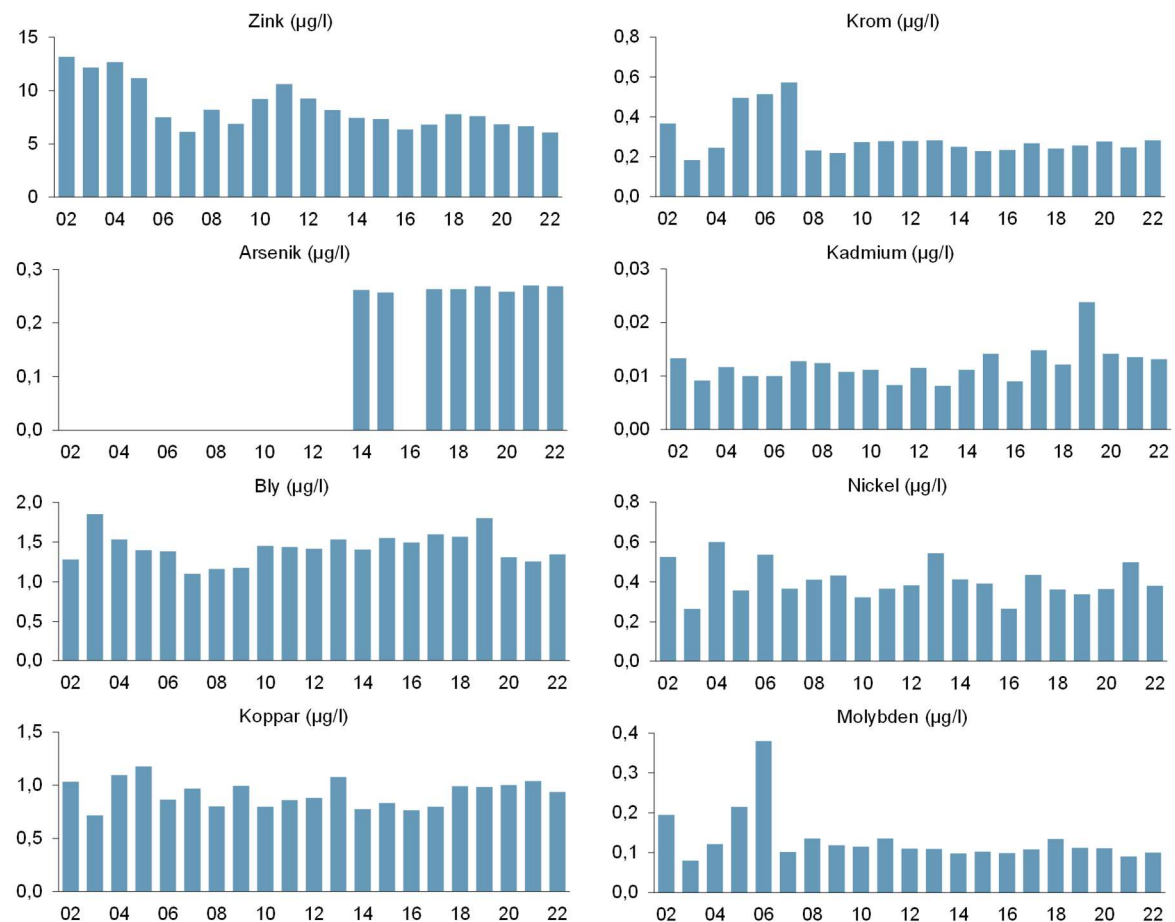 Zink (µg/l)
15
10
5
0
02 04 06 08 10 12 14 16 18 20 22
Krom (µg/l)
0,8
0,6
0,4
0,2
0,0
02 04 06 08 10 12 14 16 18 20 22
Arsenik (µg/l)
0,3
0,2
0,1
0,0
02 04 06 08 10 12 14 16 18 20 22
Kadmium (µg/l)
0,03
0,02
0,01
0,00
02 04 06 08 10 12 14 16 18 20 22
Bly (µg/l)
2,0
1,5
1,0
0,5
0,0
02 04 06 08 10 12 14 16 18 20 22
Nickel (µg/l)
0,8
0,6
0,4
0,2
0,0
02 04 06 08 10 12 14 16 18 20 22
Koppar (µg/l)
1,5
1,0
0,5
0,0
02 04 06 08 10 12 14 16 18 20 22
Molybden (µg/l)
0,4
0,3
0,2
0,1
0,0
02 04 06 08 10 12 14 16 18 20 22